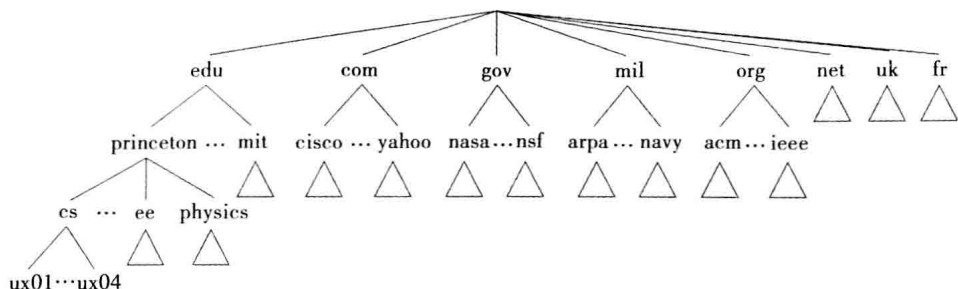 edu com gov mil org net uk fr
princeton ... mit cisco ... yahoo nasa...nsf arpa ... navy acm ... ieee
cs ... ee physics
ux01...ux04